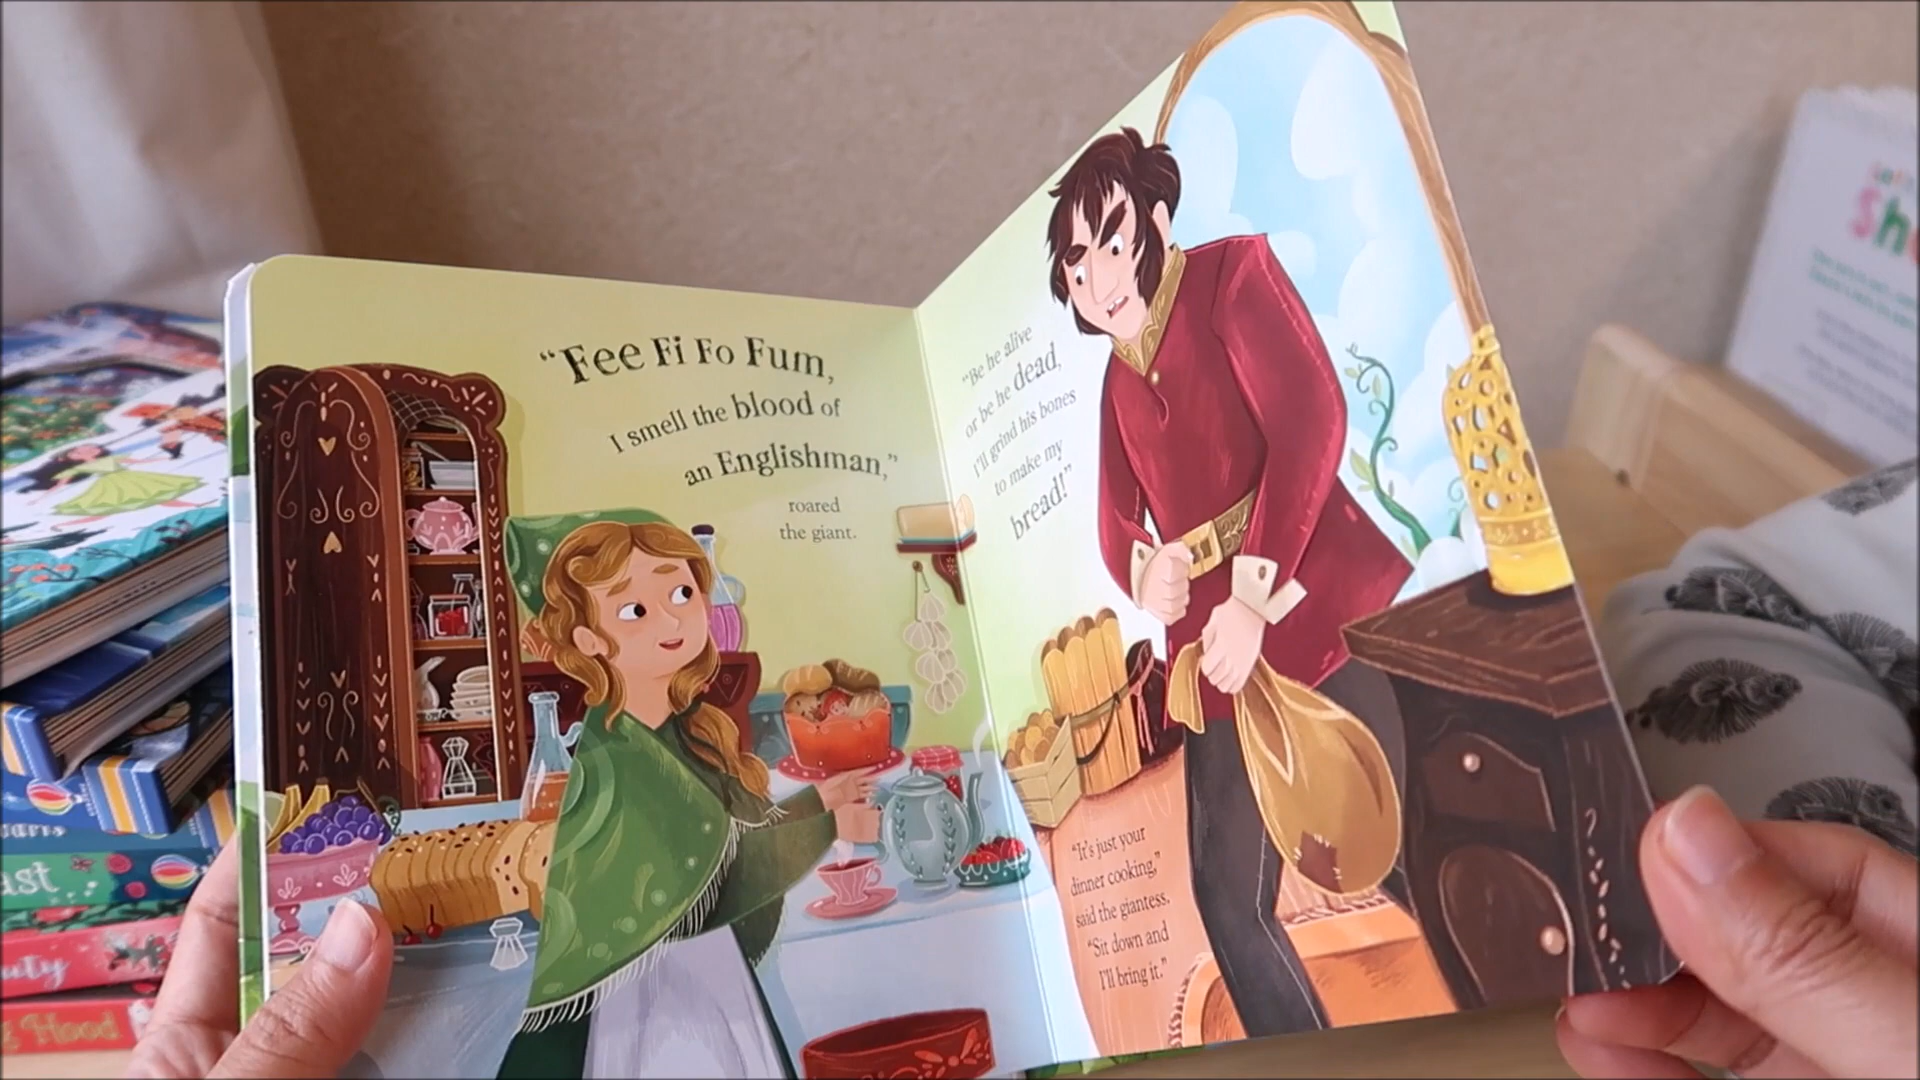 “Fee Fi Fo Fum,
I smell the blood of
an Englishman,”
roared
the giant.
“Be he alive
or be he dead,
I’ll grind his bones
to make my
bread!”
“It’s just your
dinner cooking,”
said the giantess.
“Sit down and
I’ll bring it.”
Hood